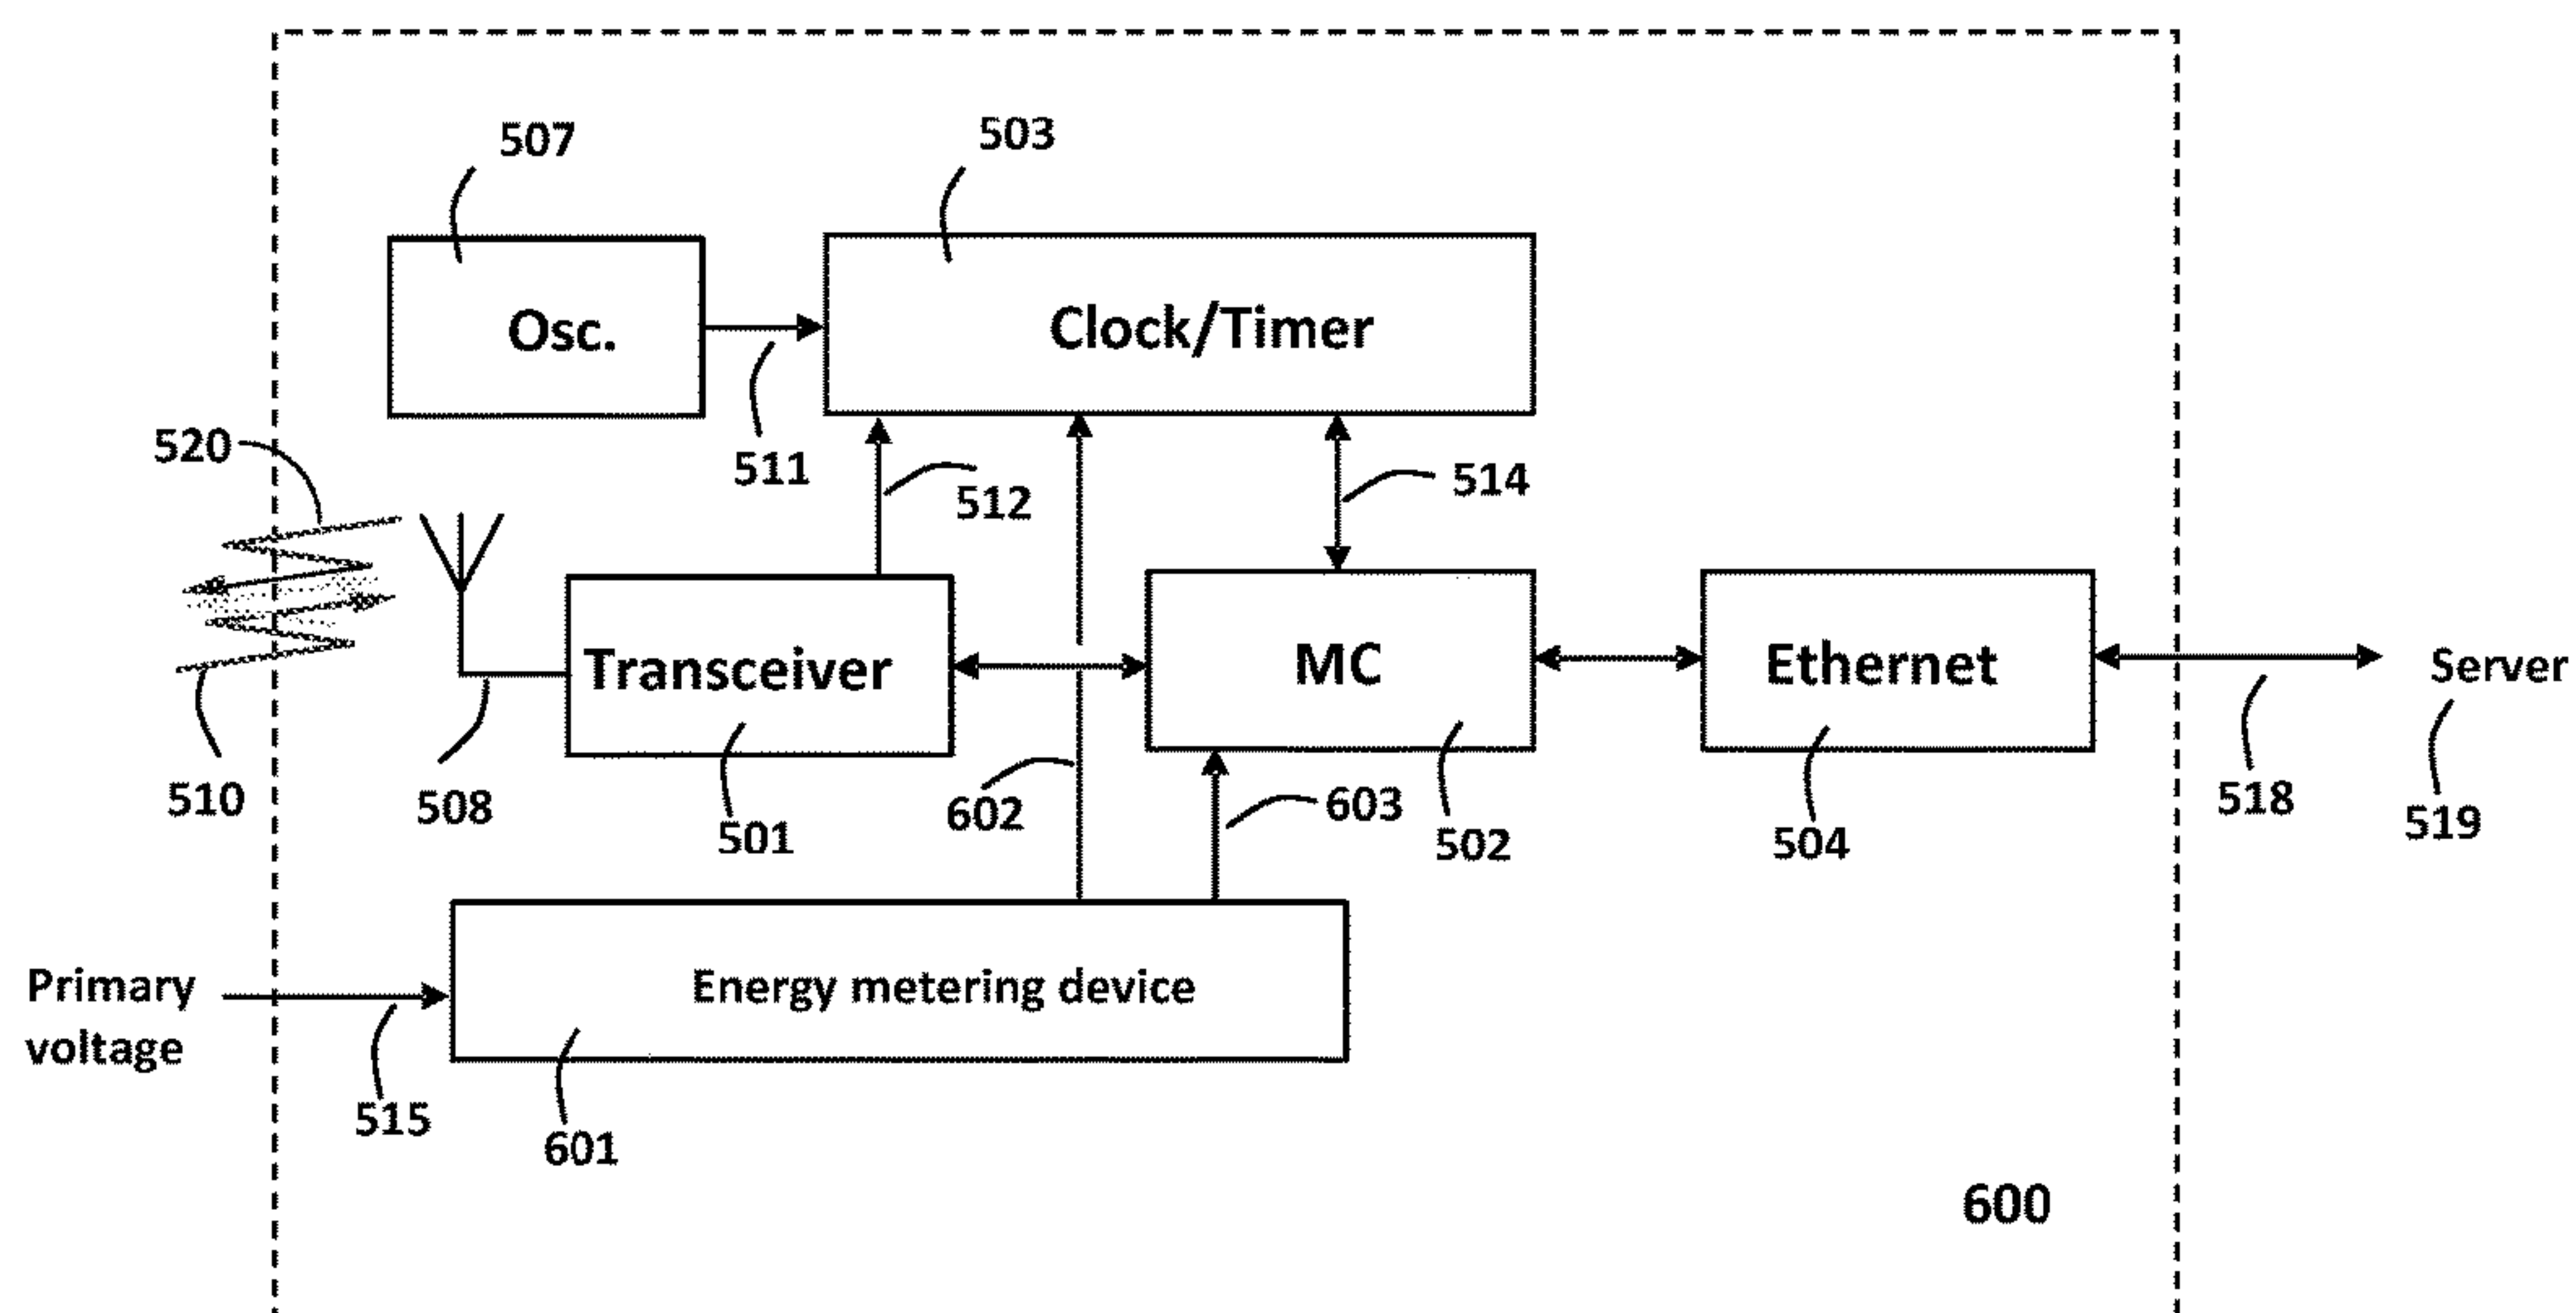 507
503
Osc.
Clock/Timer
520
511
512
514
Transceiver
MC
Ethernet
Server
510
508
501
602
603
502
504
518
519
Primary
voltage
Energy metering device
515
601
600